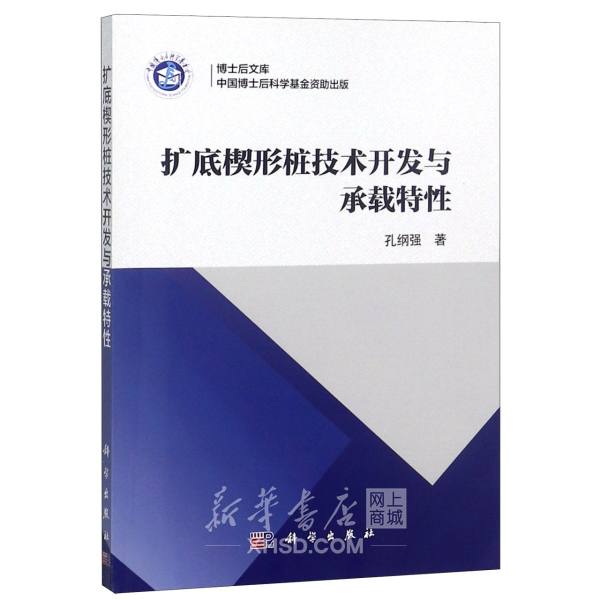 博士后文库
中国博士后科学基金资助出版
扩底楔形桩技术开发与
承载特性
孔纲强 著
科学出版社
扩底楔形桩技术开发与承载特性
科学出版社
新华书店
网上
商城
XHSD.COM